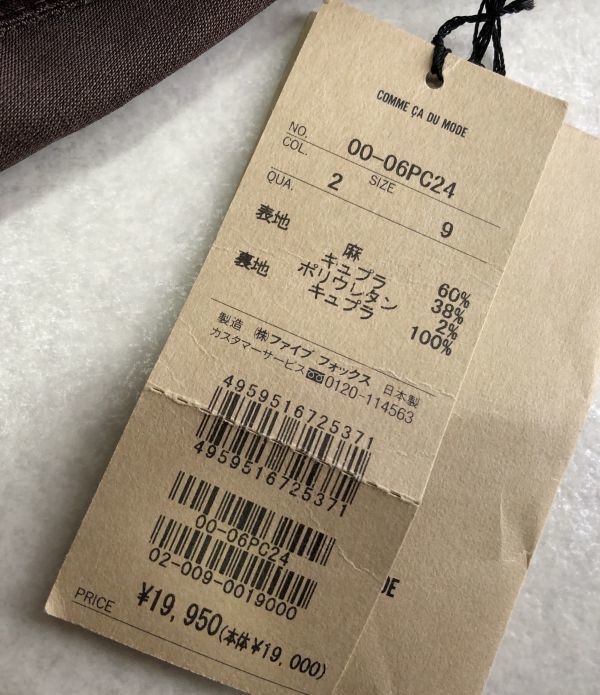 COMME ÇA DU MODE
NO. 00-06PC24
COL. 2 SIZE 9
QUA.
表地 麻 60%
キュプラ 38%
ポリウレタン 2%
裏地 キュプラ 100%
製造 (株)ファイブ フォックス 日本製
カスタマーサービス 0120-114563
4959516725371
4959516725371
00-06PC24
02-009-0019000
PRICE ¥19,950(本体¥19,000)
DE